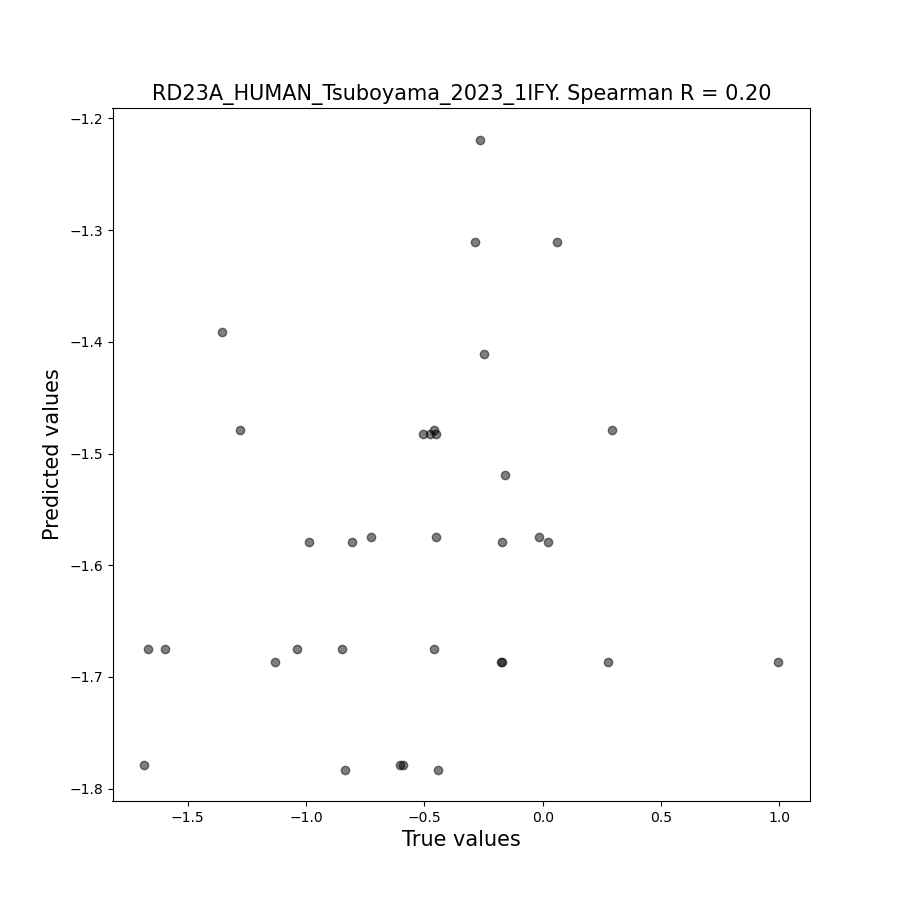 RD23A_HUMAN_Tsuboyama_2023_1IFY. Spearman R = 0.20
Predicted values
−1.2
−1.3
−1.4
−1.5
−1.6
−1.7
−1.8
−1.5 −1.0 −0.5 0.0 0.5 1.0
True values